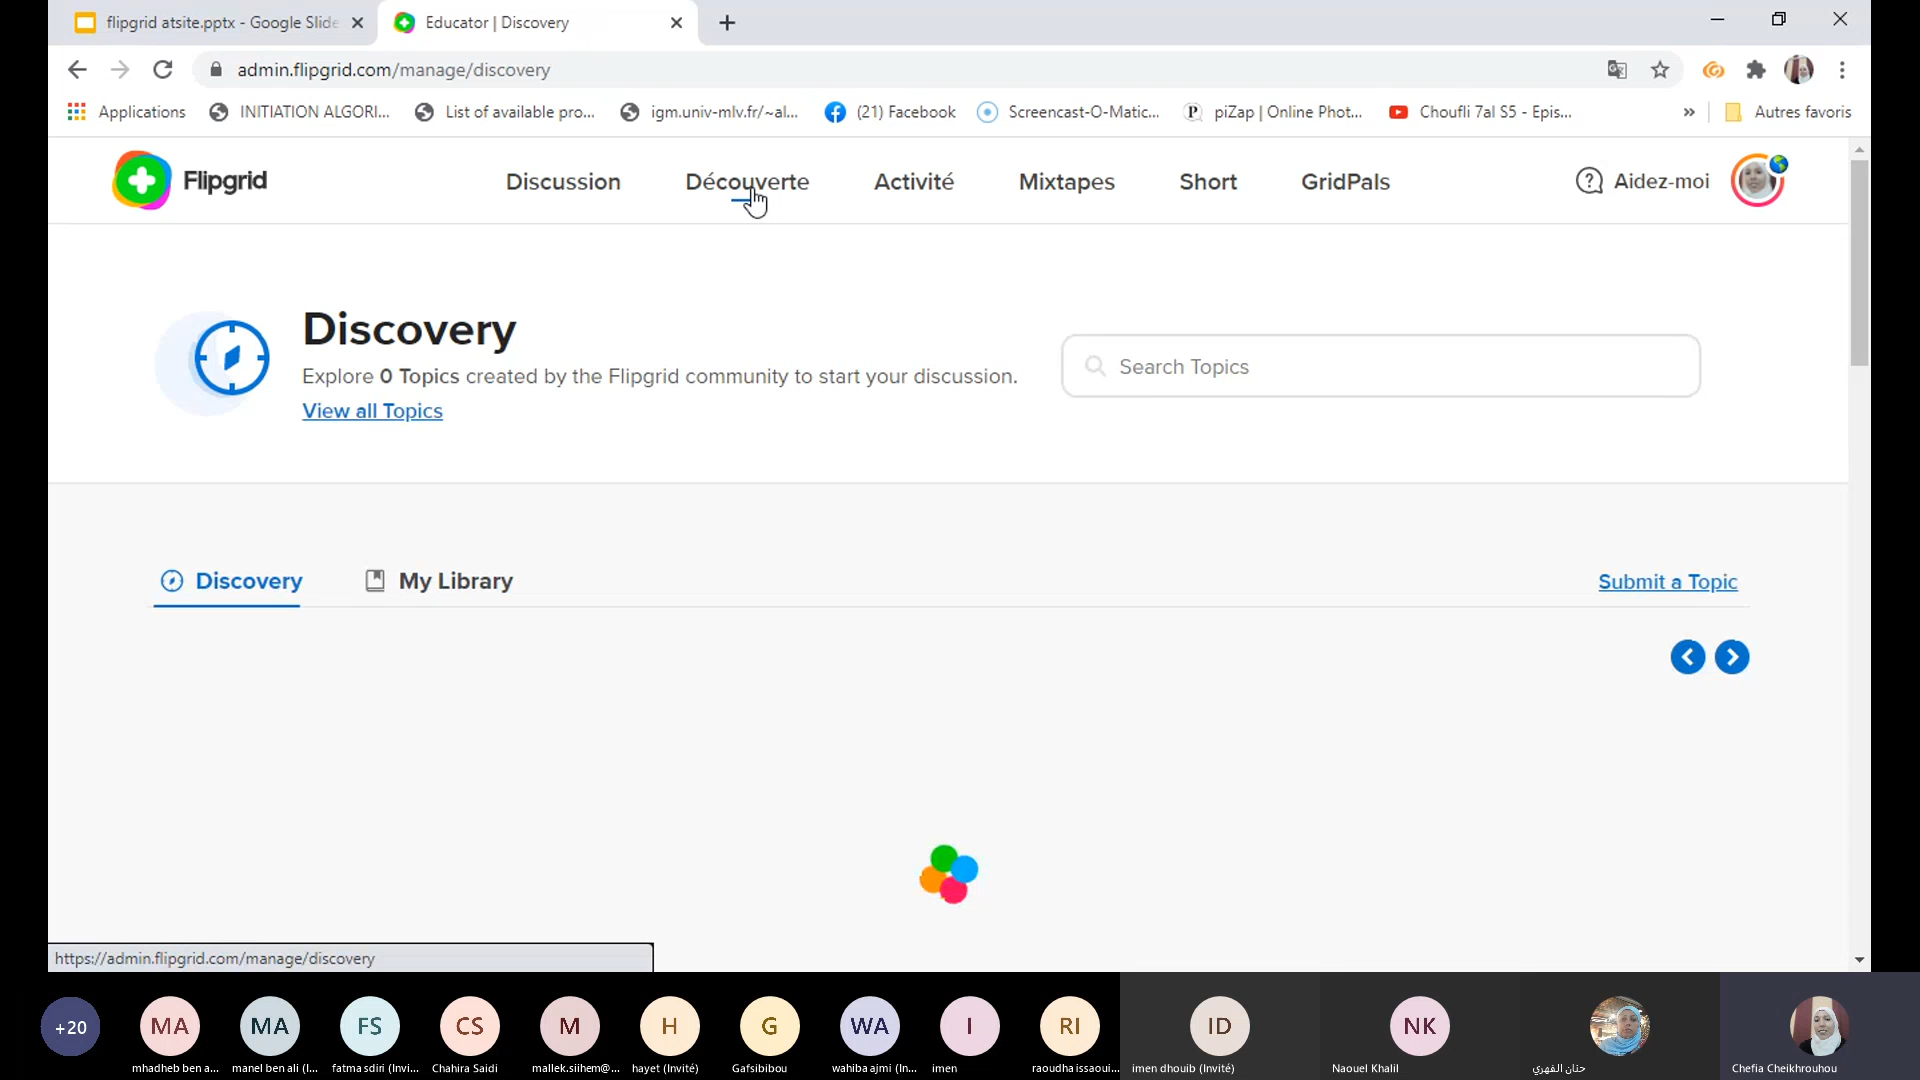 flipgrid atsite.pptx - Google Slide
Educator | Discovery
admin.flipgrid.com/manage/discovery
Applications
INITIATION ALGORI...
List of available pro...
igm.univ-mlv.fr/~al...
(21) Facebook
Screencast-O-Matic...
piZap | Online Phot...
Choufli 7al S5 - Epis...
»
Autres favoris
Flipgrid
Discussion
Découverte
Activité
Mixtapes
Short
GridPals
Aidez-moi
Discovery
Explore 0 Topics created by the Flipgrid community to start your discussion.
View all Topics
Search Topics
Discovery
My Library
Submit a Topic
https://admin.flipgrid.com/manage/discovery
+20
MA
MA
FS
CS
M
H
G
WA
I
RI
ID
NK
mhadheb ben a...
manel ben ali (I...
fatma sdiri (Invi...
Chahira Saidi
mallek.siihem@...
hayet (Invité)
Gafsibibou
wahiba ajmi (In...
imen
raoudha issaoui...
imen dhouib (Invité)
Naouel Khalil
حنان الفهري
Chefia Cheikhrouhou